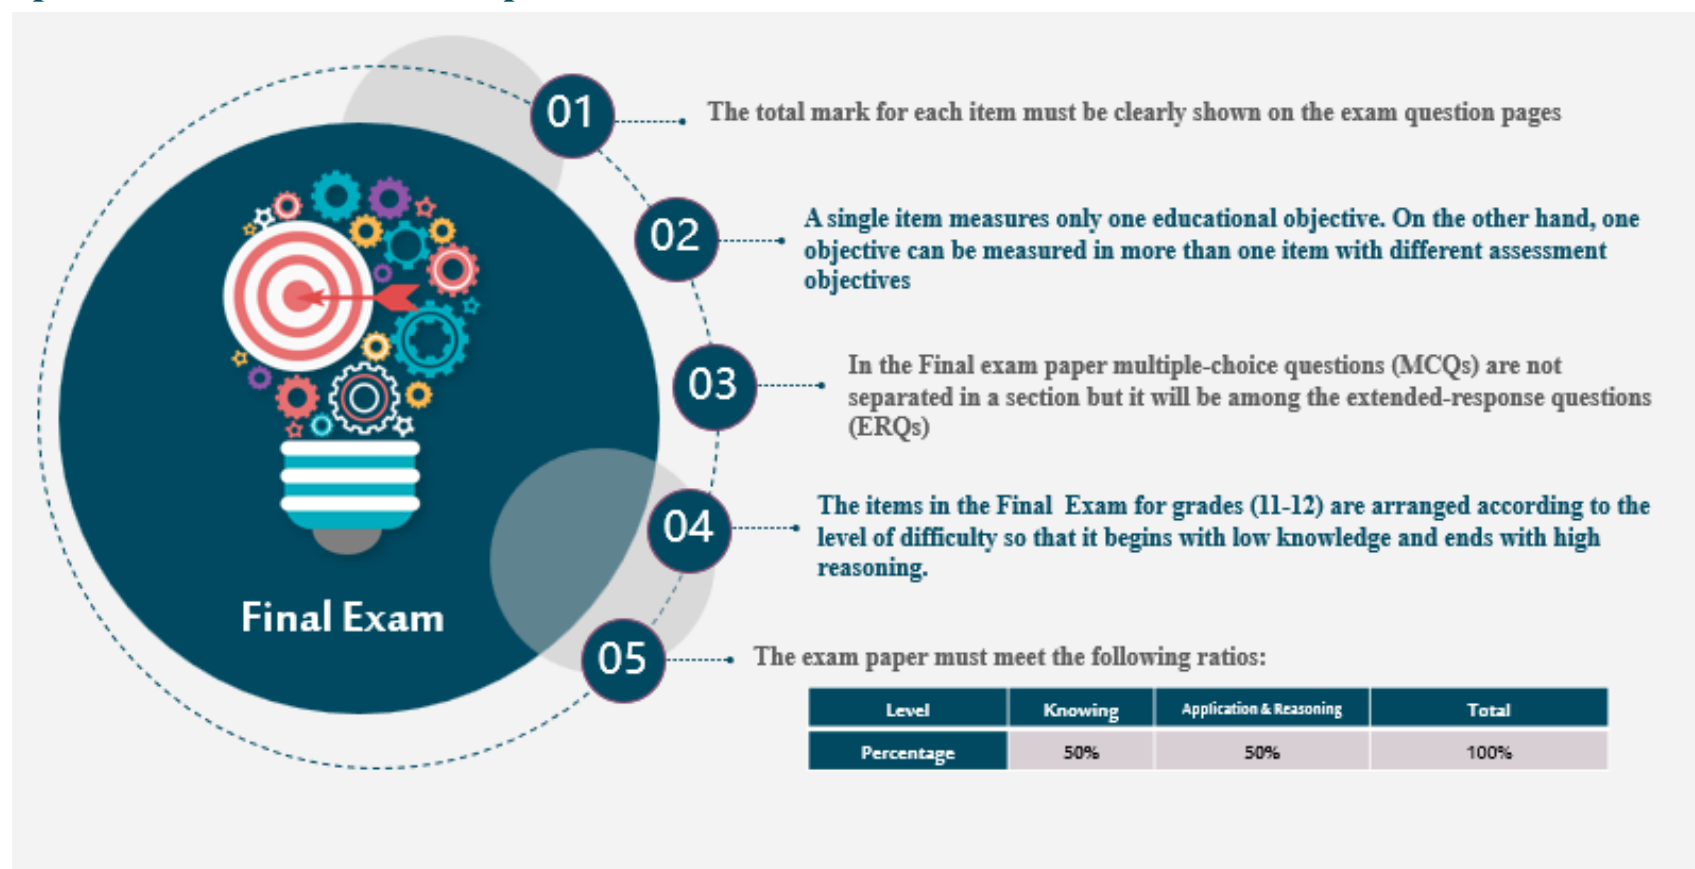 01
The total mark for each item must be clearly shown on the exam question pages
02
A single item measures only one educational objective. On the other hand, one
objective can be measured in more than one item with different assessment
objectives
03
In the Final exam paper multiple-choice questions (MCQs) are not
separated in a section but it will be among the extended-response questions
(ERQs)
04
The items in the Final Exam for grades (11-12) are arranged according to the
level of difficulty so that it begins with low knowledge and ends with high
reasoning.
Final Exam
05
The exam paper must meet the following ratios:
Level Knowing Application & Reasoning Total
Percentage 50% 50% 100%